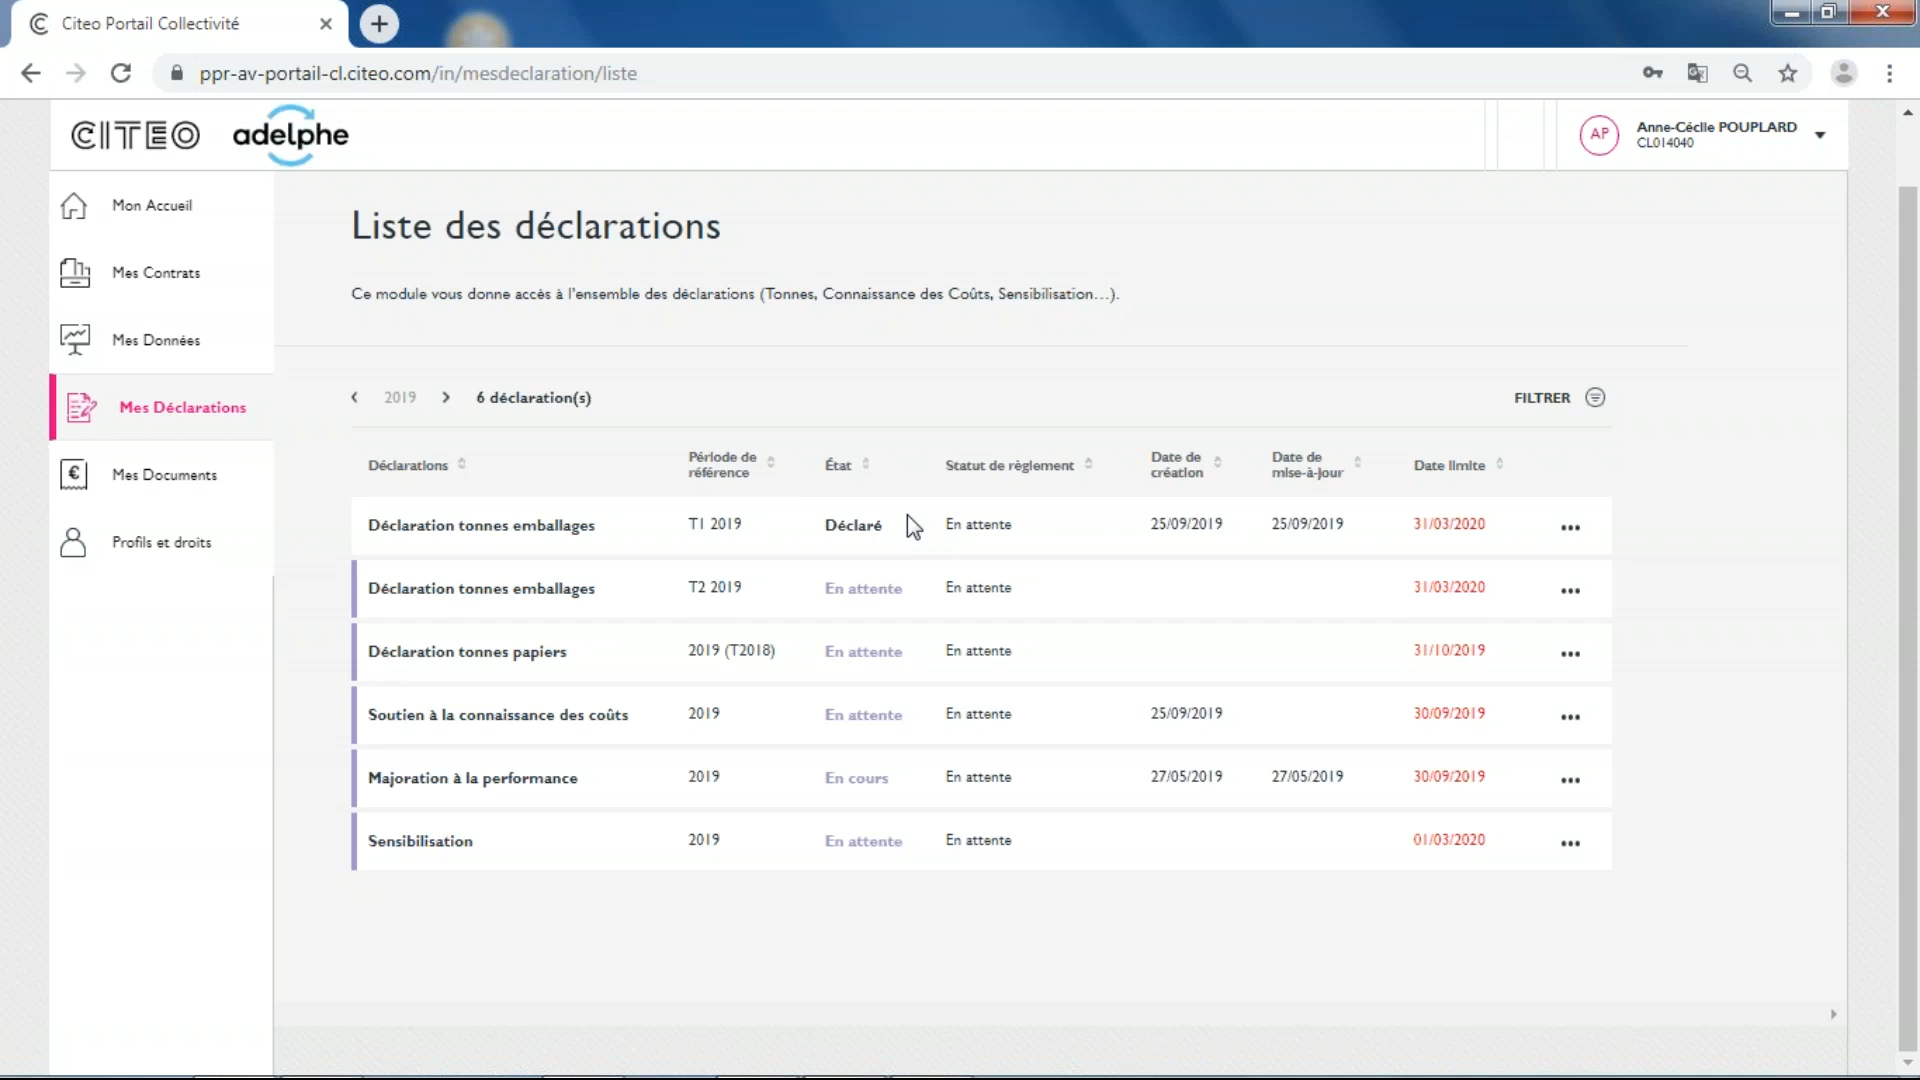 Citeo Portail Collectivité
ppr-av-portail-cl.citeo.com/in/mesdeclaration/liste
CITEO adelphe
AP Anne-Cécile POUPLARD
CL014040
Mon Accueil
Mes Contrats
Mes Données
Mes Déclarations
Mes Documents
Profils et droits
Liste des déclarations
Ce module vous donne accès à l'ensemble des déclarations (Tonnes, Connaissance des Coûts, Sensibilisation...).
2019 6 déclaration(s) FILTRER
Déclarations Période de référence État Statut de règlement Date de création Date de mise-à-jour Date limite
Déclaration tonnes emballages T1 2019 Déclaré En attente 25/09/2019 25/09/2019 31/03/2020
Déclaration tonnes emballages T2 2019 En attente En attente 31/03/2020
Déclaration tonnes papiers 2019 (T2018) En attente En attente 31/10/2019
Soutien à la connaissance des coûts 2019 En attente En attente 25/09/2019 30/09/2019
Majoration à la performance 2019 En cours En attente 27/05/2019 27/05/2019 30/09/2019
Sensibilisation 2019 En attente En attente 01/03/2020